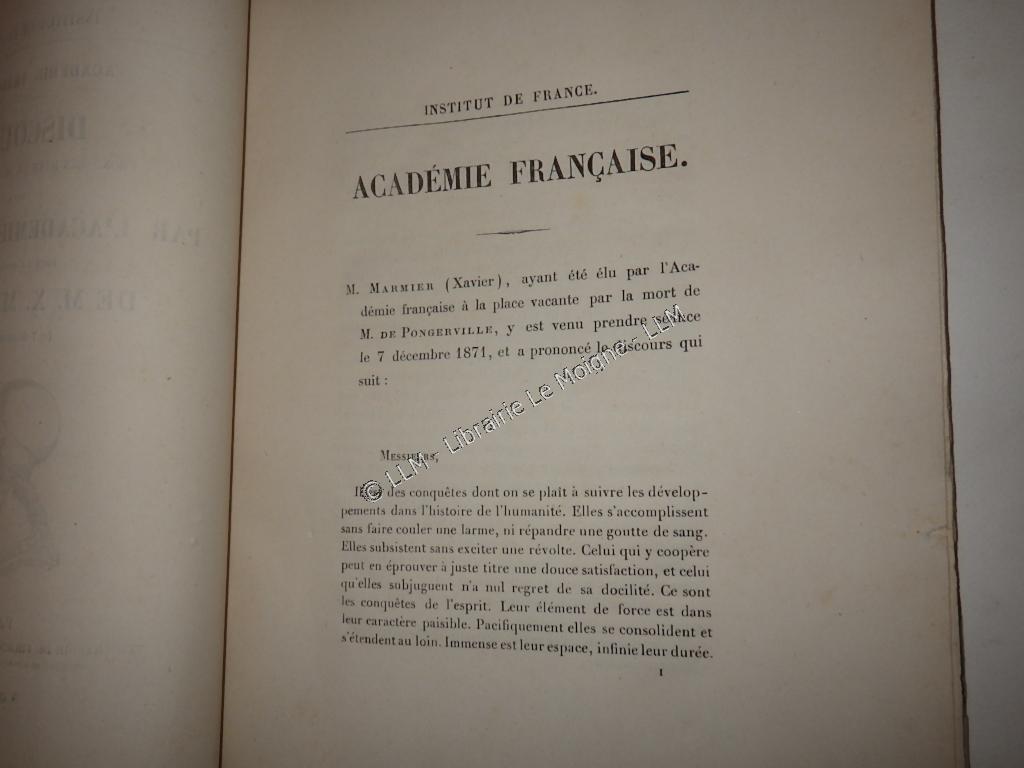 INSTITUT DE FRANCE.
ACADÉMIE FRANÇAISE.
M. MARMIER (Xavier), ayant été élu par l'Aca-
démie française à la place vacante par la mort de
M. DE PONGERVILLE, y est venu prendre séance
le 7 décembre 1871, et a prononcé le discours qui
suit :
MESSIEURS,
Il est des conquêtes dont on se plaît à suivre les dévelop-
pements dans l'histoire de l'humanité. Elles s'accomplissent
sans faire couler une larme, ni répandre une goutte de sang.
Elles subsistent sans exciter une révolte. Celui qui y coopère
peut en éprouver à juste titre une douce satisfaction, et celui
qu'elles subjuguent n'a nul regret de sa docilité. Ce sont
les conquêtes de l'esprit. Leur élément de force est dans
leur caractère paisible. Pacifiquement elles se consolident et
s'étendent au loin. Immense est leur espace, infinie leur durée.
1
© LLM - Librairie Le Moigne - LLM